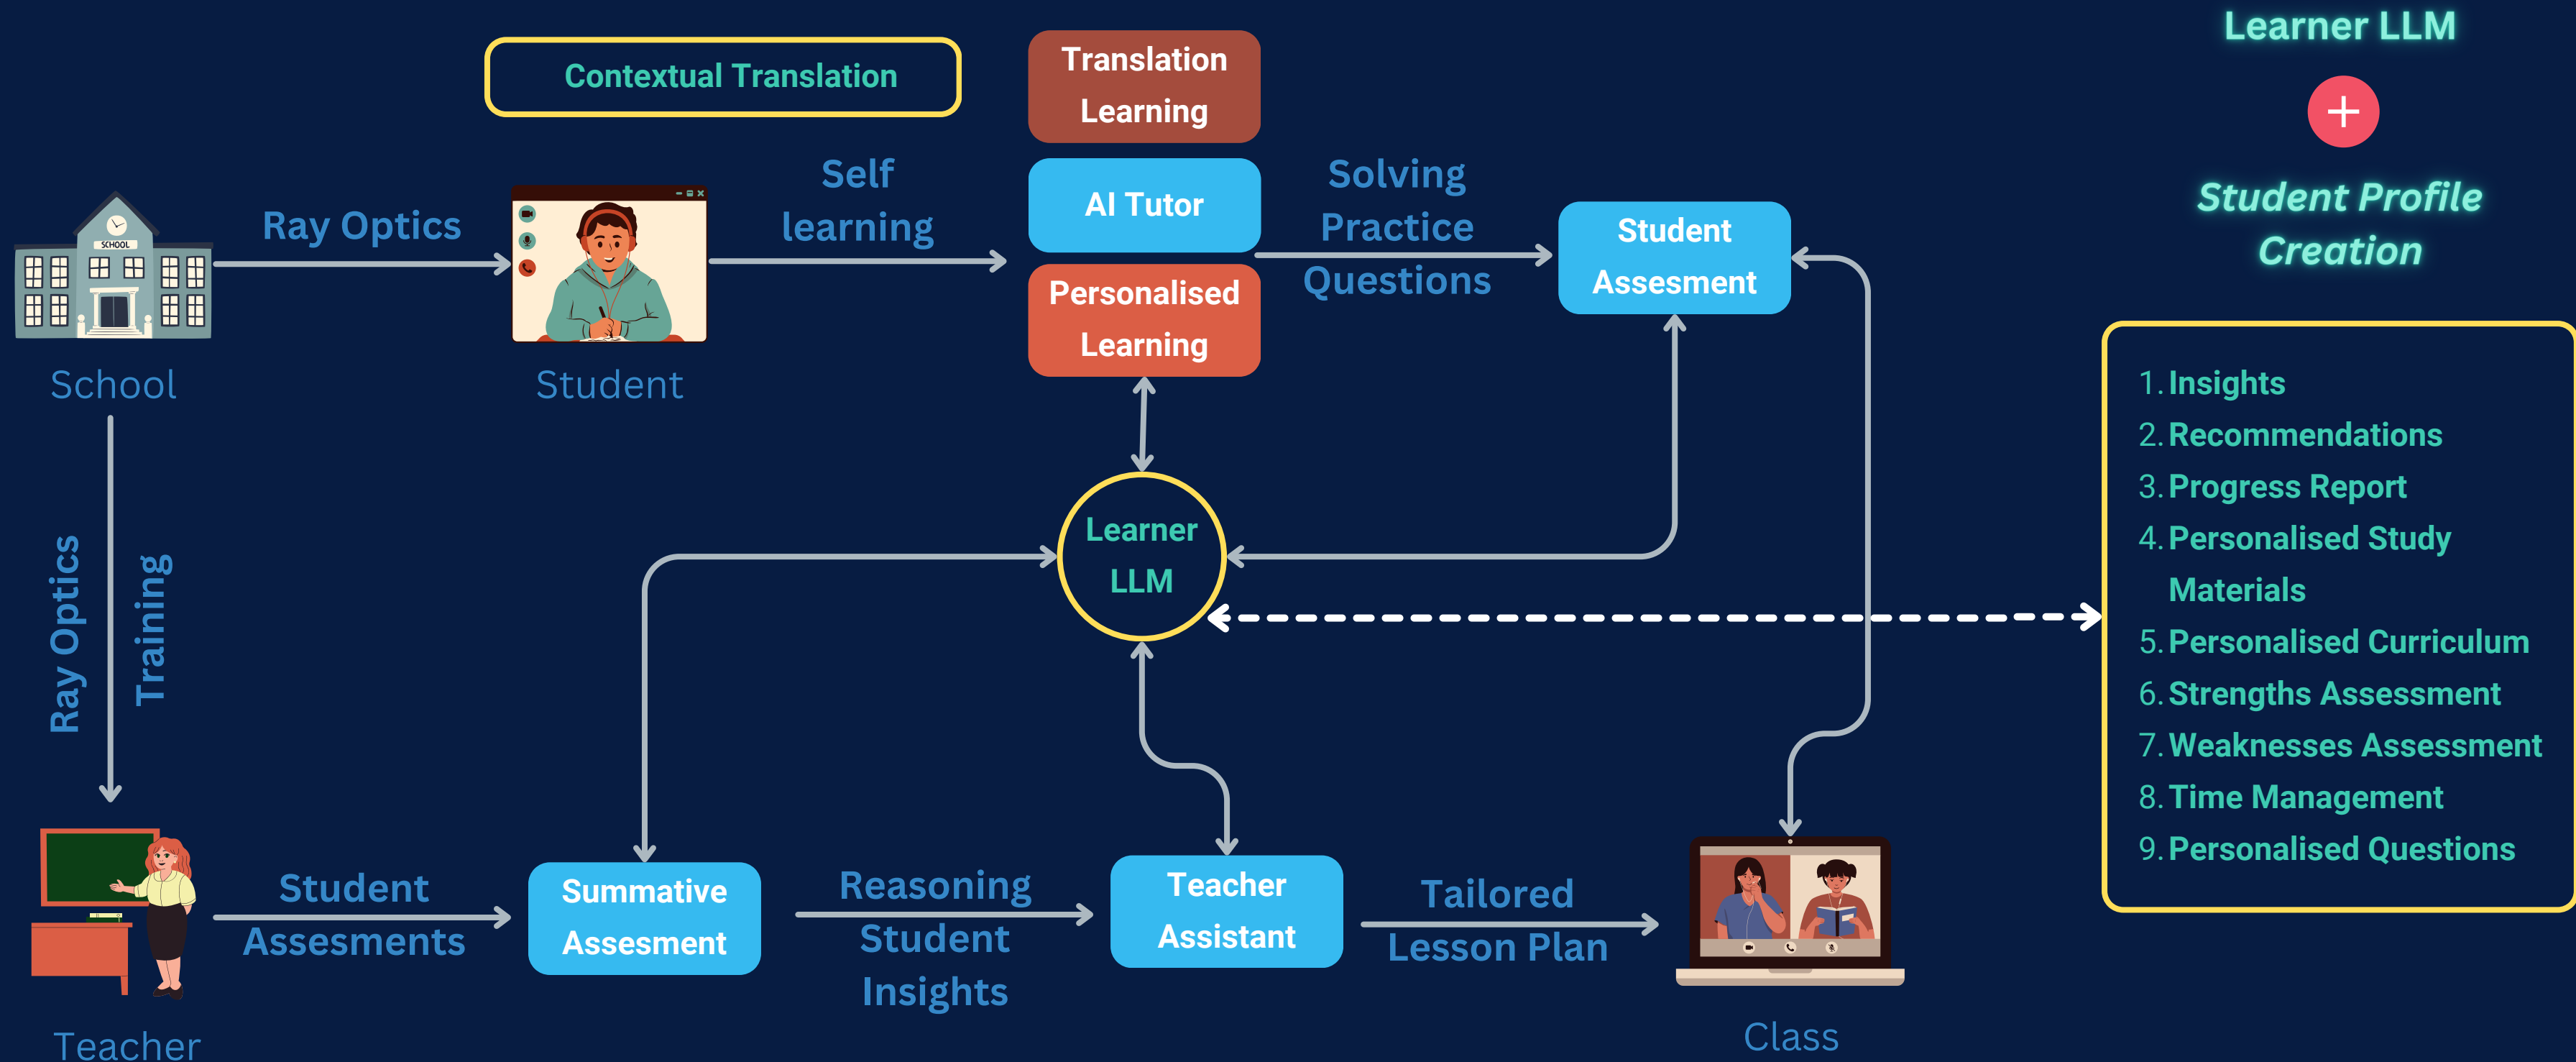 Learner LLM
+
Student Profile
Creation
Contextual Translation
Translation
Learning
AI Tutor
Personalised
Learning
Ray Optics
Self
learning
Solving
Practice
Questions
Student
Assesment
SCHOOL
School
Student
Learner
LLM
Ray Optics
Training
1. Insights
2. Recommendations
3. Progress Report
4. Personalised Study
Materials
5. Personalised Curriculum
6. Strengths Assessment
7. Weaknesses Assessment
8. Time Management
9. Personalised Questions
Teacher
Student
Assesments
Summative
Assesment
Reasoning
Student
Insights
Teacher
Assistant
Tailored
Lesson Plan
Class